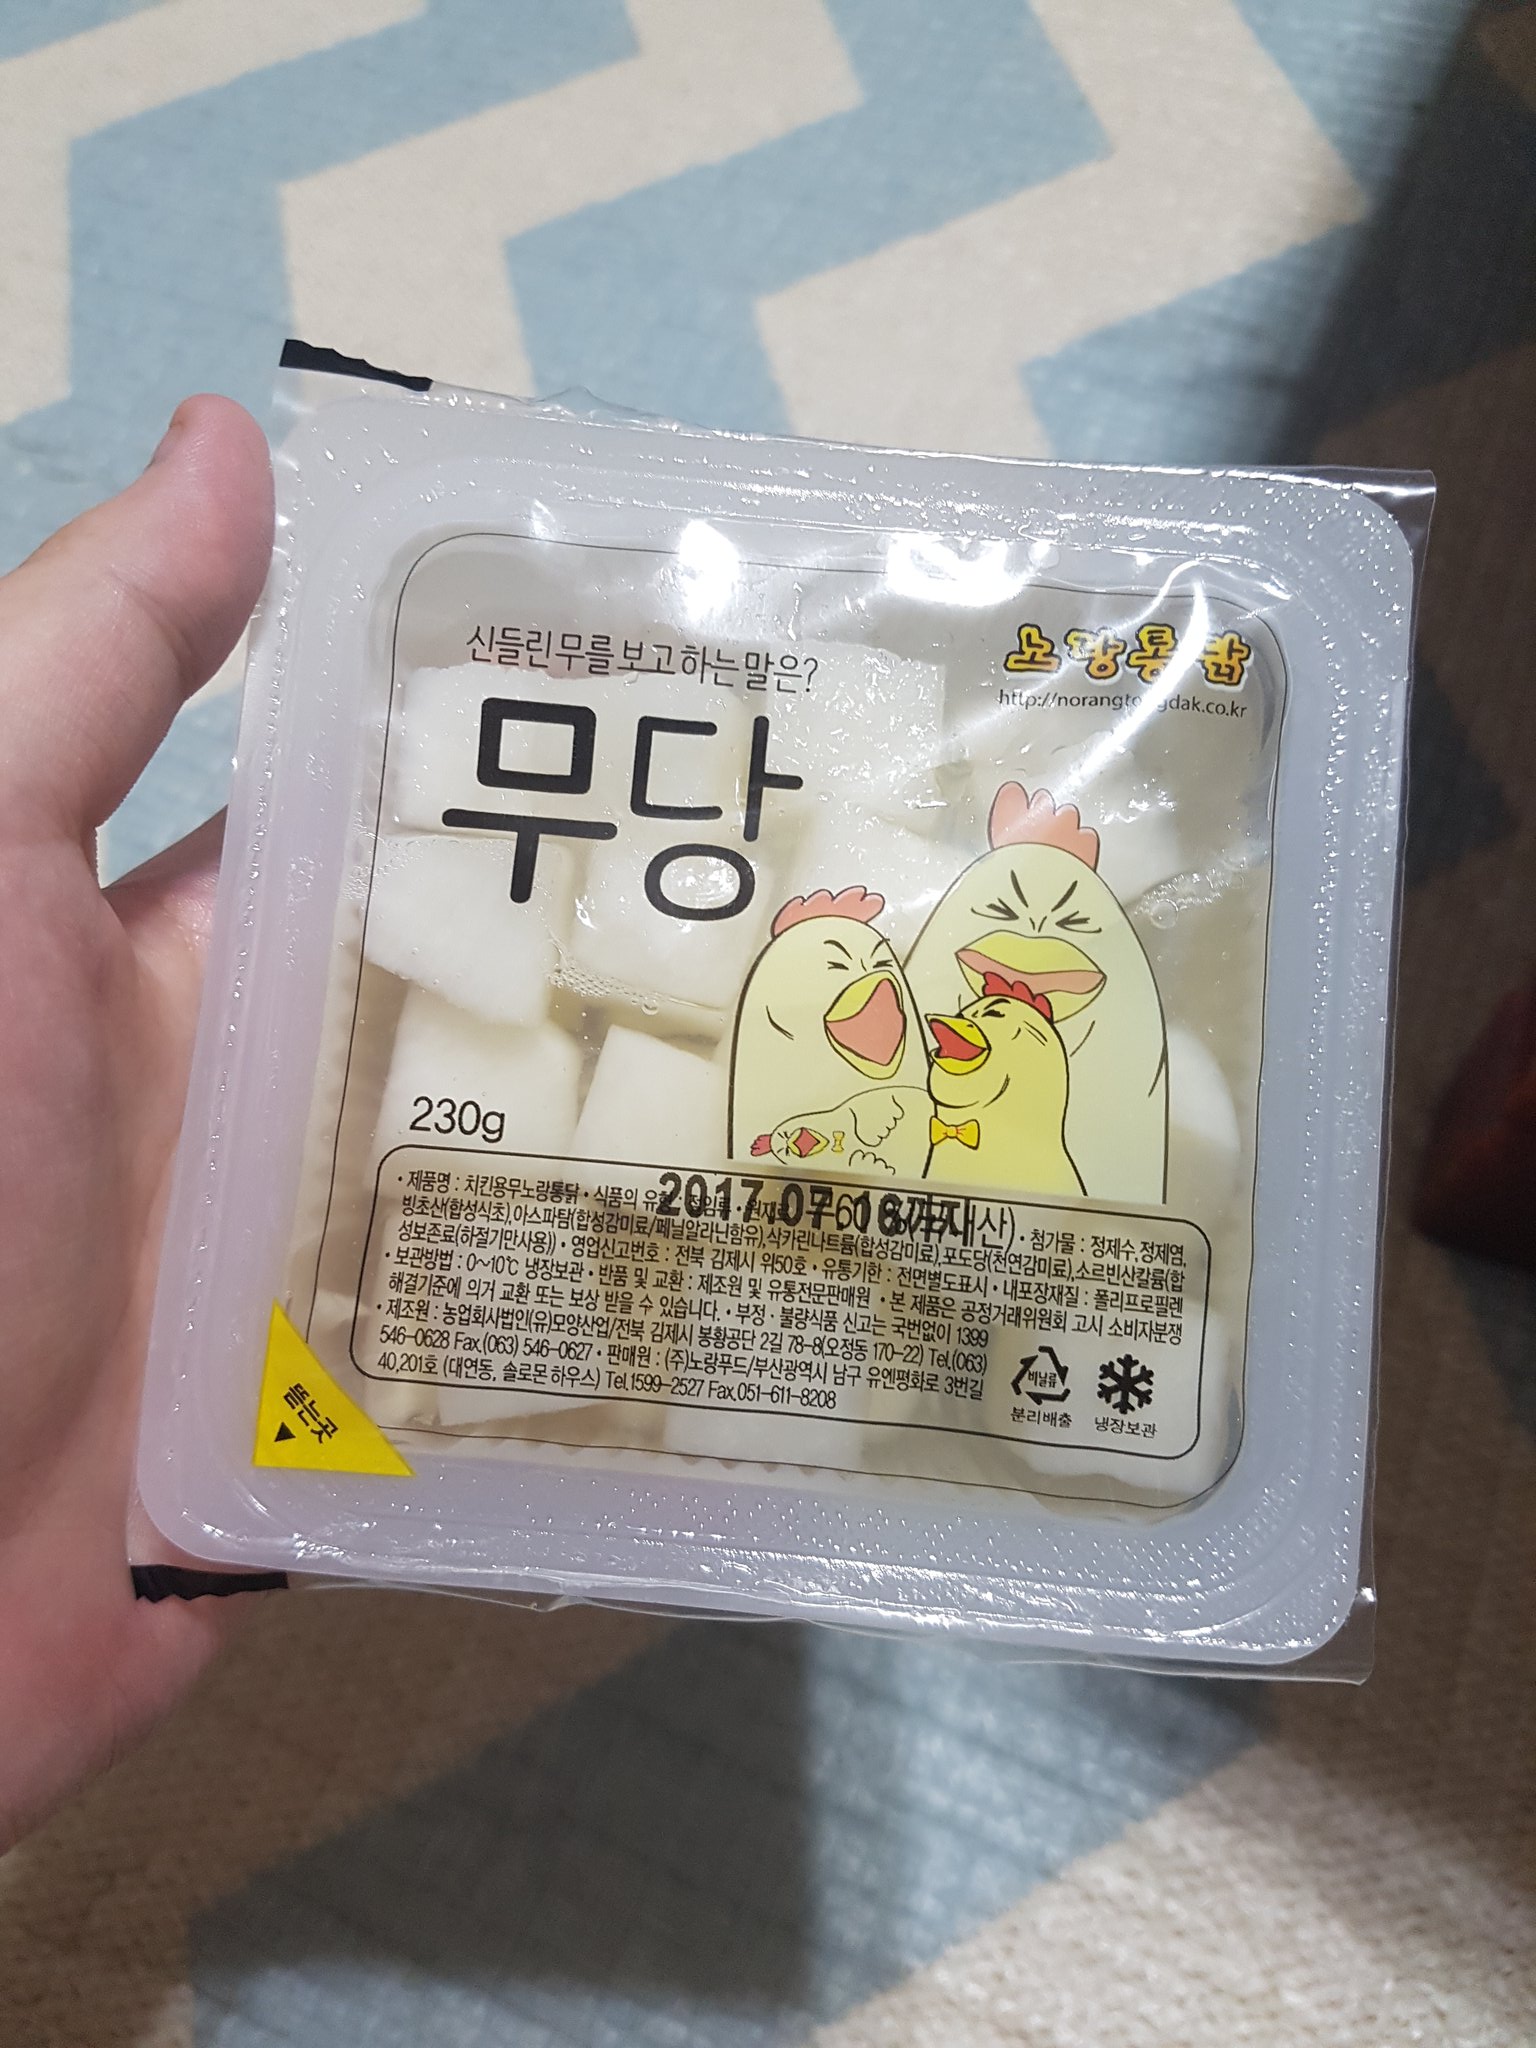 신들린 무를 보고 하는 말은?
무당
노랑통닭
http://norangtongdak.co.kr
230g
2017.07.18까지
• 제품명 : 치킨용무노랑통닭 • 식품의 유형 : 절임류 • 원재료 : 무60%(국내산), • 첨가물 : 정제수,정제염,
빙초산(합성식초),아스파탐(합성감미료/페닐알라닌함유),삭카린나트륨(합성감미료),포도당(천연감미료),소르빈산칼륨(합
성보존료(하절기만사용)) • 영업신고번호 : 전북 김제시 위50호 • 유통기한 : 전면별도표시 • 내포장재질 : 폴리프로필렌
• 보관방법 : 0~10℃ 냉장보관 • 반품 및 교환 : 제조원 및 유통전문판매원 • 본 제품은 공정거래위원회 고시 소비자분쟁
해결기준에 의거 교환 또는 보상 받을 수 있습니다. • 부정 · 불량식품 신고는 국번없이 1399
• 제조원 : 농업회사법인(유)모양산업/전북 김제시 봉황공단 2길 78-8(오정동 170-22) Tel.(063)
546-0628 Fax.(063) 546-0627 • 판매원 : (주)노랑푸드/부산광역시 남구 유엔평화로 3번길
40,201호 (대연동, 솔로몬 하우스) Tel.1599-2527 Fax.051-611-8208
비닐류
분리배출
냉장보관
뜯는곳